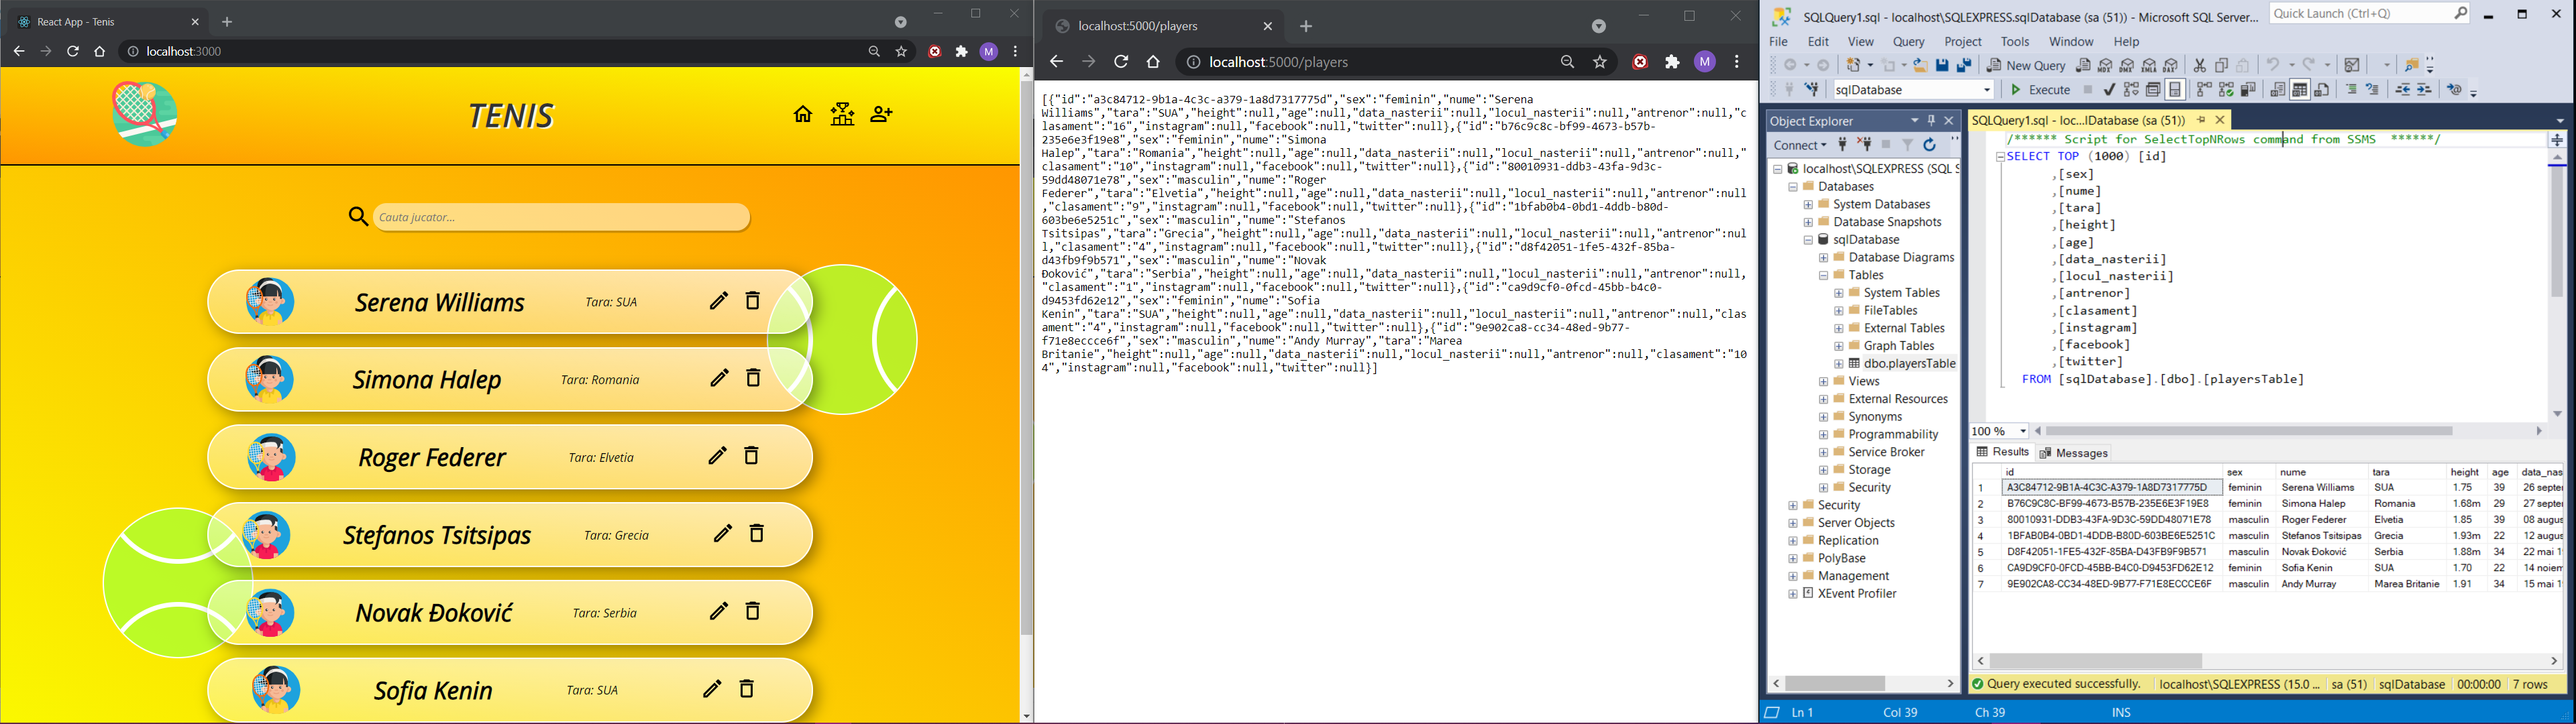 React App - Tenis
localhost:3000
TENIS
Cauta jucator...
Serena Williams
Tara: SUA
Simona Halep
Tara: Romania
Roger Federer
Tara: Elvetia
Stefanos Tsitsipas
Tara: Grecia
Novak Đoković
Tara: Serbia
Sofia Kenin
Tara: SUA
localhost:5000/players
localhost:5000/players
[{"id":"a3c84712-9b1a-4c3c-a379-1a8d7317775d","sex":"feminin","nume":"Serena
Williams","tara":"SUA","height":null,"age":null,"data_nasterii":null,"locul_nasterii":null,"antrenor":null,"c
lasament":"16","instagram":null,"facebook":null,"twitter":null},{"id":"b76c9c8c-bf99-4673-b57b-
235e6e3f19e8","sex":"feminin","nume":"Simona
Halep","tara":"Romania","height":null,"age":null,"data_nasterii":null,"locul_nasterii":null,"antrenor":null,"
clasament":"10","instagram":null,"facebook":null,"twitter":null},{"id":"80010931-ddb3-43fa-9d3c-
59dd48071e78","sex":"masculin","nume":"Roger
Federer","tara":"Elvetia","height":null,"age":null,"data_nasterii":null,"locul_nasterii":null,"antrenor":null
,"clasament":"9","instagram":null,"facebook":null,"twitter":null},{"id":"1bfab0b4-0bd1-4ddb-b80d-
603be6e5251c","sex":"masculin","nume":"Stefanos
Tsitsipas","tara":"Grecia","height":null,"age":null,"data_nasterii":null,"locul_nasterii":null,"antrenor":nul
l,"clasament":"4","instagram":null,"facebook":null,"twitter":null},{"id":"d8f42051-1fe5-432f-85ba-
d43fb9f9b571","sex":"masculin","nume":"Novak
Đoković","tara":"Serbia","height":null,"age":null,"data_nasterii":null,"locul_nasterii":null,"antrenor":null,
"clasament":"1","instagram":null,"facebook":null,"twitter":null},{"id":"ca9d9cf0-0fcd-45bb-b4c0-
d9453fd62e12","sex":"feminin","nume":"Sofia
Kenin","tara":"SUA","height":null,"age":null,"data_nasterii":null,"locul_nasterii":null,"antrenor":null,"clas
ament":"4","instagram":null,"facebook":null,"twitter":null},{"id":"9e902ca8-cc34-48ed-9b77-
f71e8eccce6f","sex":"masculin","nume":"Andy Murray","tara":"Marea
Britanie","height":null,"age":null,"data_nasterii":null,"locul_nasterii":null,"antrenor":null,"clasament":"10
4","instagram":null,"facebook":null,"twitter":null}]
SQLQuery1.sql - localhost\SQLEXPRESS.sqlDatabase (sa (51)) - Microsoft SQL Server...
Quick Launch (Ctrl+Q)
File Edit View Query Project Tools Window Help
New Query
sqlDatabase
Execute
Object Explorer
Connect
localhost\SQLEXPRESS (SQL S
Databases
System Databases
Database Snapshots
sqlDatabase
Database Diagrams
Tables
System Tables
FileTables
External Tables
Graph Tables
dbo.playersTable
Views
External Resources
Synonyms
Programmability
Service Broker
Storage
Security
Security
Server Objects
Replication
PolyBase
Management
XEvent Profiler
SQLQuery1.sql - loc...lDatabase (sa (51))
/****** Script for SelectTopNRows command from SSMS  ******/
SELECT TOP (1000) [id]
,[sex]
,[nume]
,[tara]
,[height]
,[age]
,[data_nasterii]
,[locul_nasterii]
,[antrenor]
,[clasament]
,[instagram]
,[facebook]
,[twitter]
FROM [sqlDatabase].[dbo].[playersTable]
100 %
Results Messages
id sex nume tara height age data_nas
1 A3C84712-9B1A-4C3C-A379-1A8D7317775D feminin Serena Williams SUA 1.75 39 26 septer
2 B76C9C8C-BF99-4673-B57B-235E6E3F19E8 feminin Simona Halep Romania 1.68m 29 27 septer
3 80010931-DDB3-43FA-9D3C-59DD48071E78 masculin Roger Federer Elvetia 1.85 39 08 augus
4 1BFAB0B4-0BD1-4DDB-B80D-603BE6E5251C masculin Stefanos Tsitsipas Grecia 1.93m 22 12 augus
5 D8F42051-1FE5-432F-85BA-D43FB9F9B571 masculin Novak Đoković Serbia 1.88m 34 22 mai 1
6 CA9D9CF0-0FCD-45BB-B4C0-D9453FD62E12 feminin Sofia Kenin SUA 1.70 22 14 noiem
7 9E902CA8-CC34-48ED-9B77-F71E8ECCCE6F masculin Andy Murray Marea Britanie 1.91 34 15 mai 1
Query executed successfully. localhost\SQLEXPRESS (15.0 ... sa (51) sqlDatabase 00:00:00 7 rows
Ln 1 Col 39 Ch 39 INS